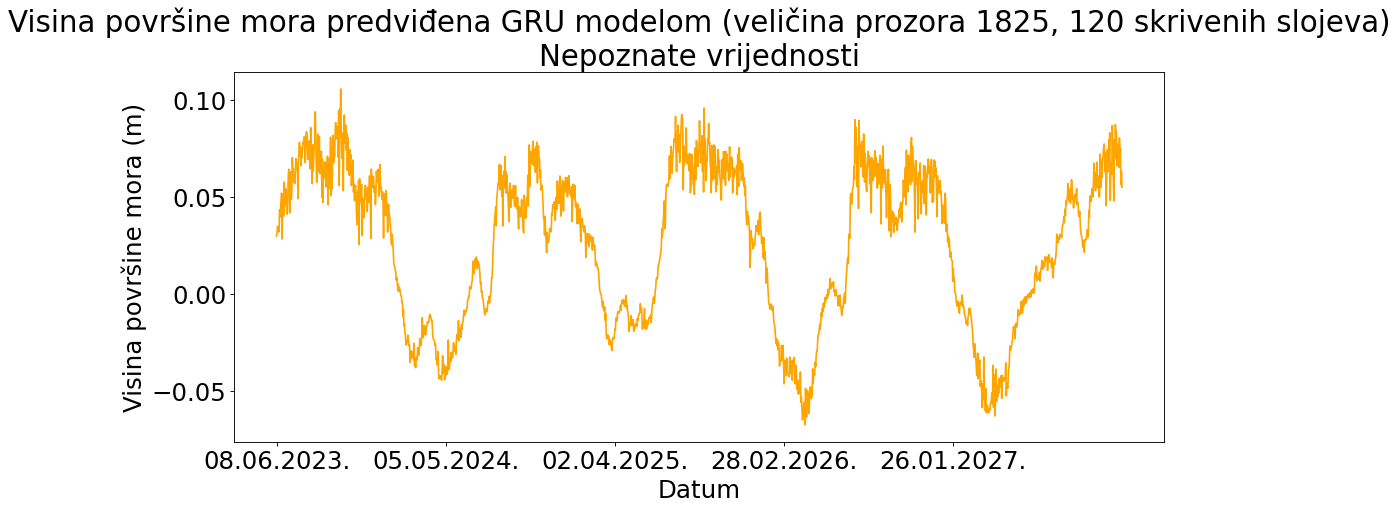 Visina površine mora predviđena GRU modelom (veličina prozora 1825, 120 skrivenih slojeva)
Nepoznate vrijednosti
Visina površine mora (m)
0.10
0.05
0.00
−0.05
08.06.2023. 05.05.2024. 02.04.2025. 28.02.2026. 26.01.2027.
Datum